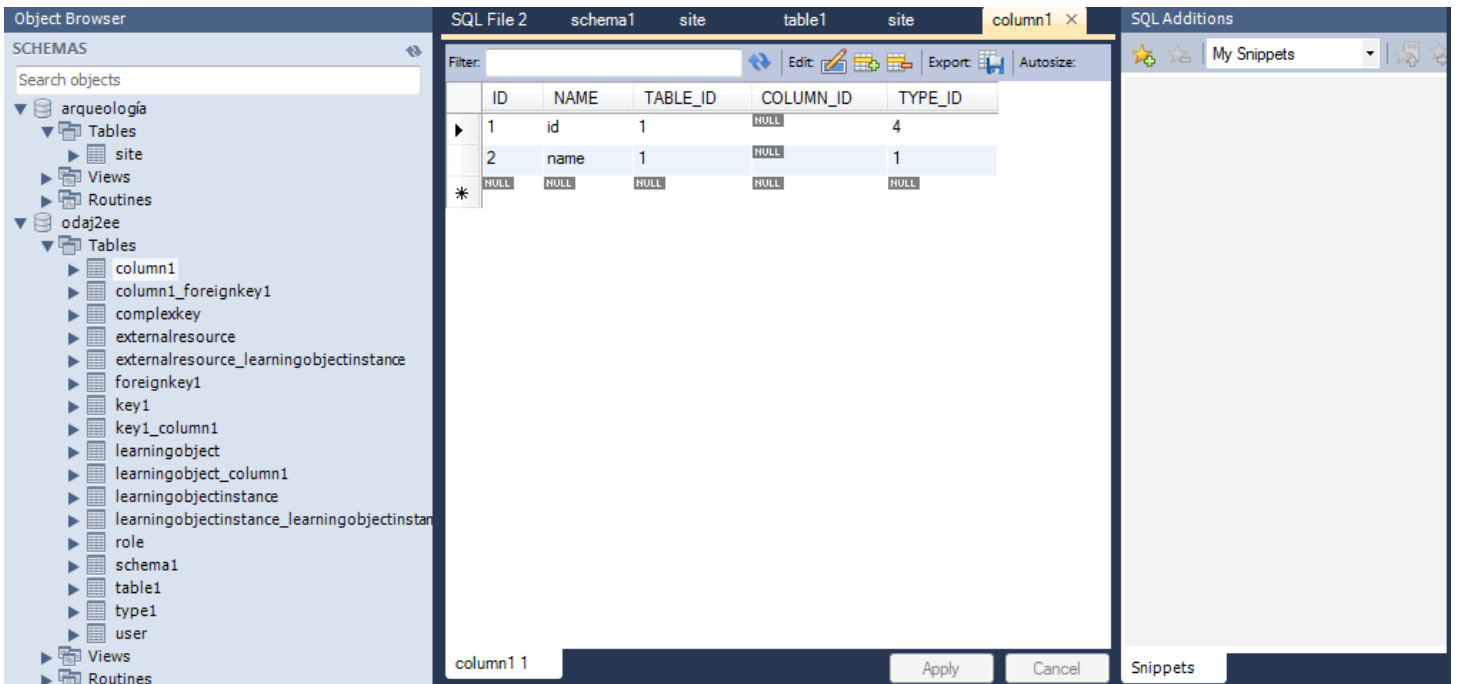 Object Browser
SCHEMAS
Search objects
arqueología
Tables
site
Views
Routines
odaj2ee
Tables
column1
column1_foreignkey1
complexkey
externalresource
externalresource_learningobjectinstance
foreignkey1
key1
key1_column1
learningobject
learningobject_column1
learningobjectinstance
learningobjectinstance_learningobjectinstan
role
schema1
table1
type1
user
Views
Routines
SQL File 2 schema1 site table1 site column1 ×
Filter: Edit: Export: Autosize:
ID NAME TABLE_ID COLUMN_ID TYPE_ID
1 id 1 NULL 4
2 name 1 NULL 1
NULL NULL NULL NULL NULL
column1 1
Apply Cancel
SQL Additions
My Snippets
Snippets